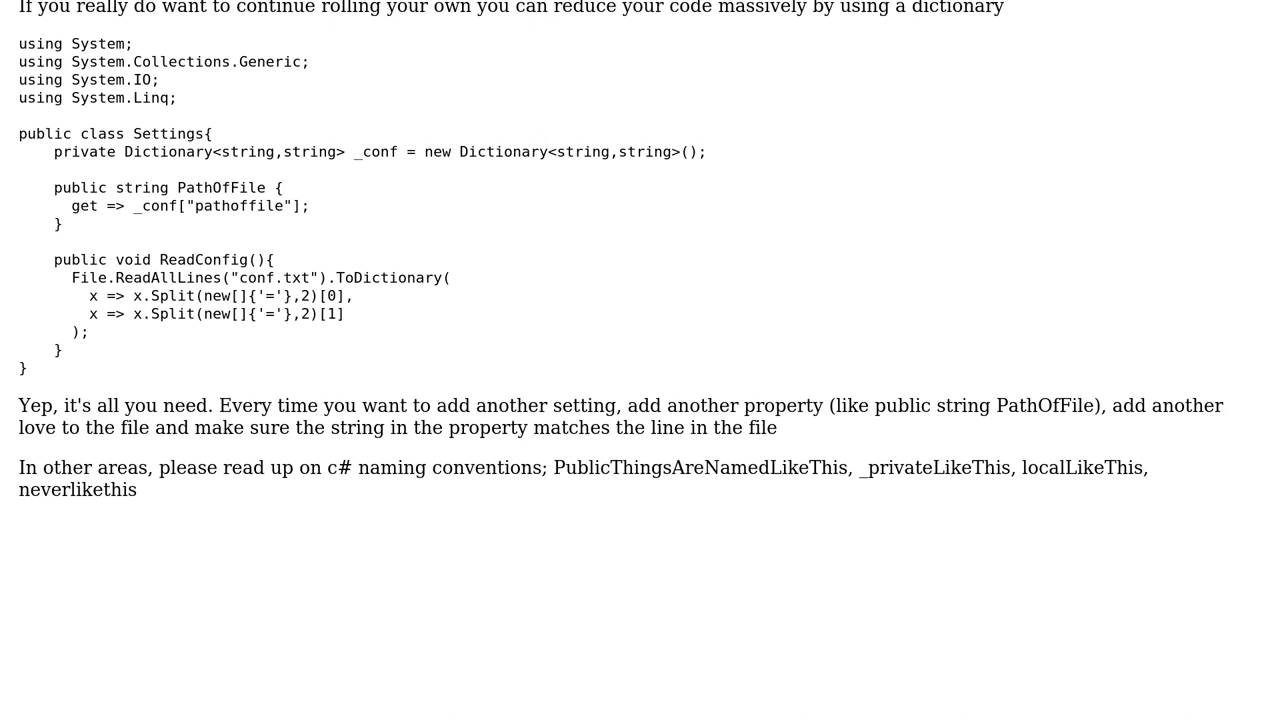 If you really do want to continue rolling your own you can reduce your code massively by using a dictionary
using System;
using System.Collections.Generic;
using System.IO;
using System.Linq;
public class Settings{
    private Dictionary<string,string> _conf = new Dictionary<string,string>();
    public string PathOfFile {
      get => _conf["pathoffile"];
    }
    public void ReadConfig(){
      File.ReadAllLines("conf.txt").ToDictionary(
        x => x.Split(new[]{'='},2)[0],
        x => x.Split(new[]{'='},2)[1]
      );
    }
}
Yep, it's all you need. Every time you want to add another setting, add another property (like public string PathOfFile), add another
love to the file and make sure the string in the property matches the line in the file
In other areas, please read up on c# naming conventions; PublicThingsAreNamedLikeThis, _privateLikeThis, localLikeThis,
neverlikethis